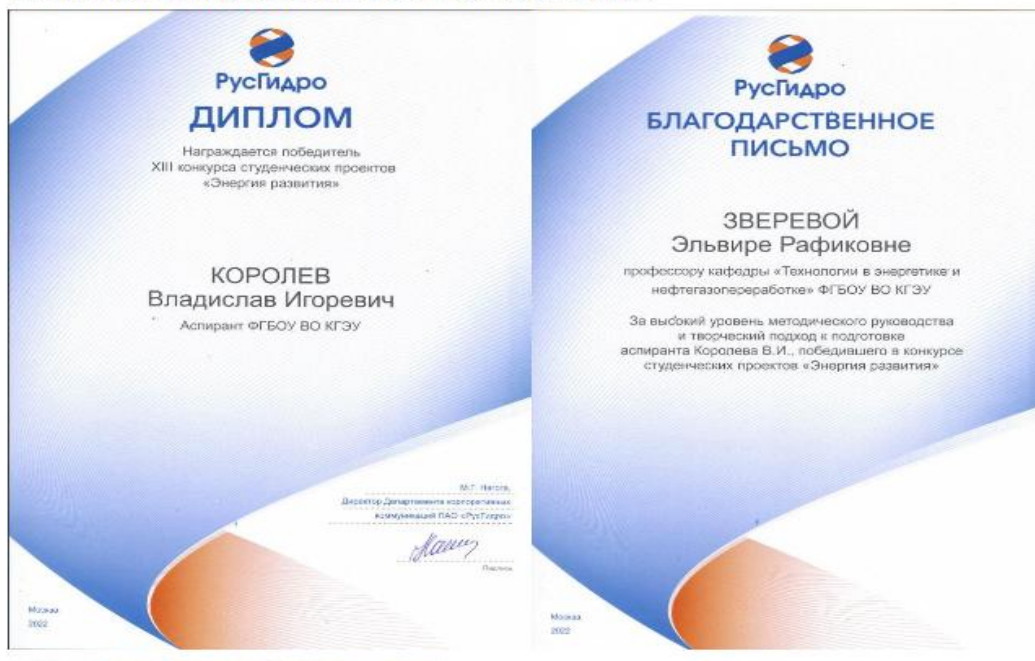 РусГидро
ДИПЛОМ
Награждается победитель
XIII конкурса студенческих проектов
«Энергия развития»
КОРОЛЕВ
Владислав Игоревич
Аспирант ФГБОУ ВО КГЭУ
М.Г.
Директор Департамента корпоративных
коммуникаций ПАО «РусГидро»
Подпись
Москва
2022
РусГидро
БЛАГОДАРСТВЕННОЕ
ПИСЬМО
ЗВЕРЕВОЙ
Эльвире Рафиковне
профессору кафедры «Технологии в энергетике и
нефтегазопереработке» ФГБОУ ВО КГЭУ
За высокий уровень методического руководства
и творческий подход к подготовке
аспиранта Королева В.И., победившего в конкурсе
студенческих проектов «Энергия развития»
Москва
2022